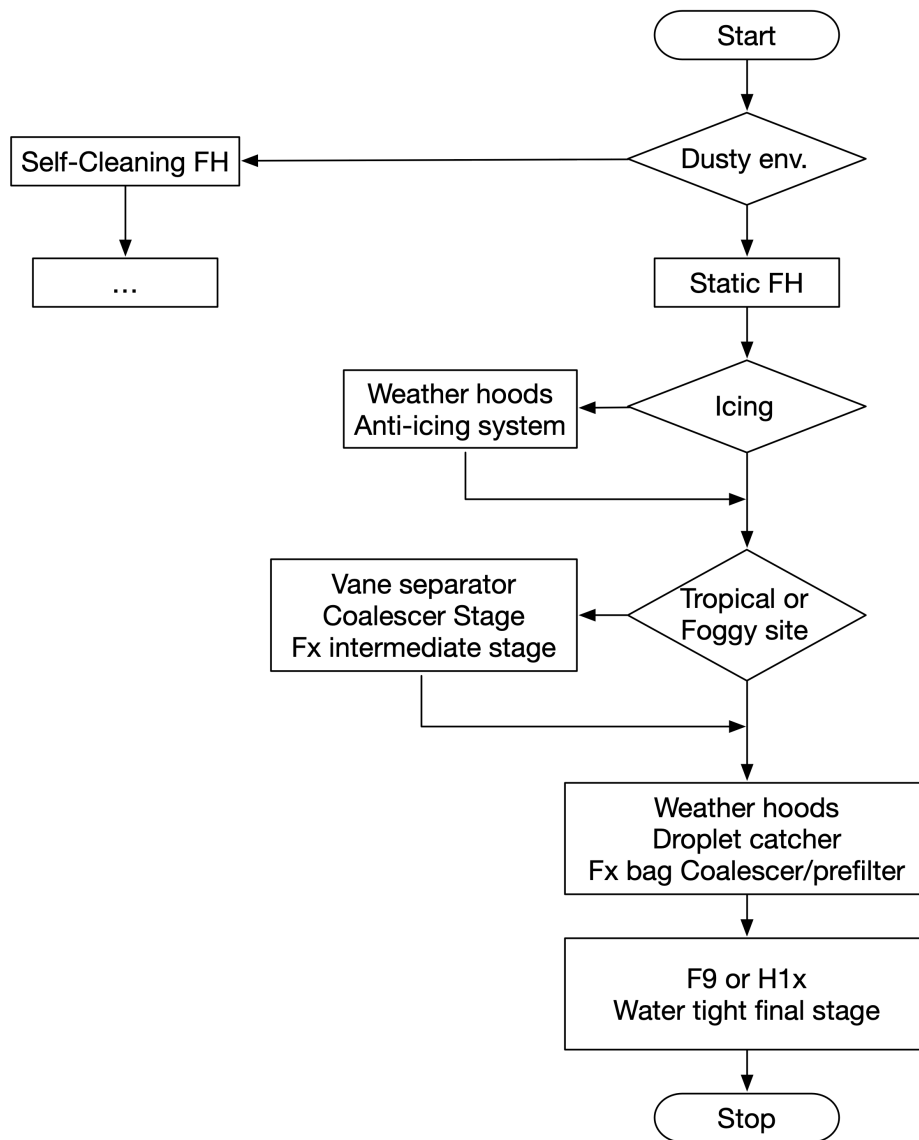 Start
Dusty env.
Self-Cleaning FH
...
Static FH
Icing
Weather hoods
Anti-icing system
Tropical or
Foggy site
Vane separator
Coalescer Stage
Fx intermediate stage
Weather hoods
Droplet catcher
Fx bag Coalescer/prefilter
F9 or H1x
Water tight final stage
Stop